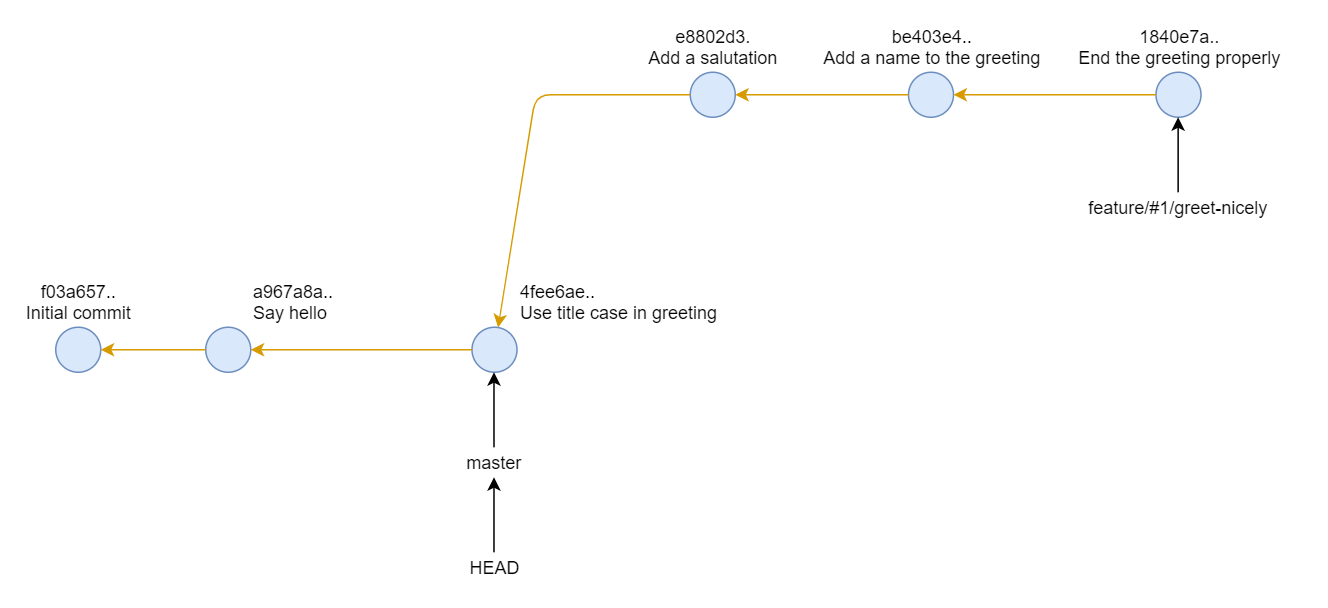 e8802d3.
Add a salutation
be403e4..
Add a name to the greeting
1840e7a..
End the greeting properly
feature/#1/greet-nicely
f03a657..
Initial commit
a967a8a..
Say hello
4fee6ae..
Use title case in greeting
master
HEAD